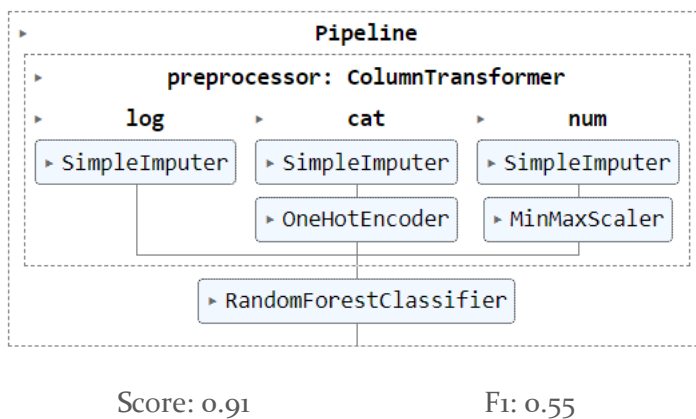 Pipeline
preprocessor: ColumnTransformer
log cat num
SimpleImputer SimpleImputer SimpleImputer
OneHotEncoder MinMaxScaler
RandomForestClassifier
Score: 0.91 F1: 0.55